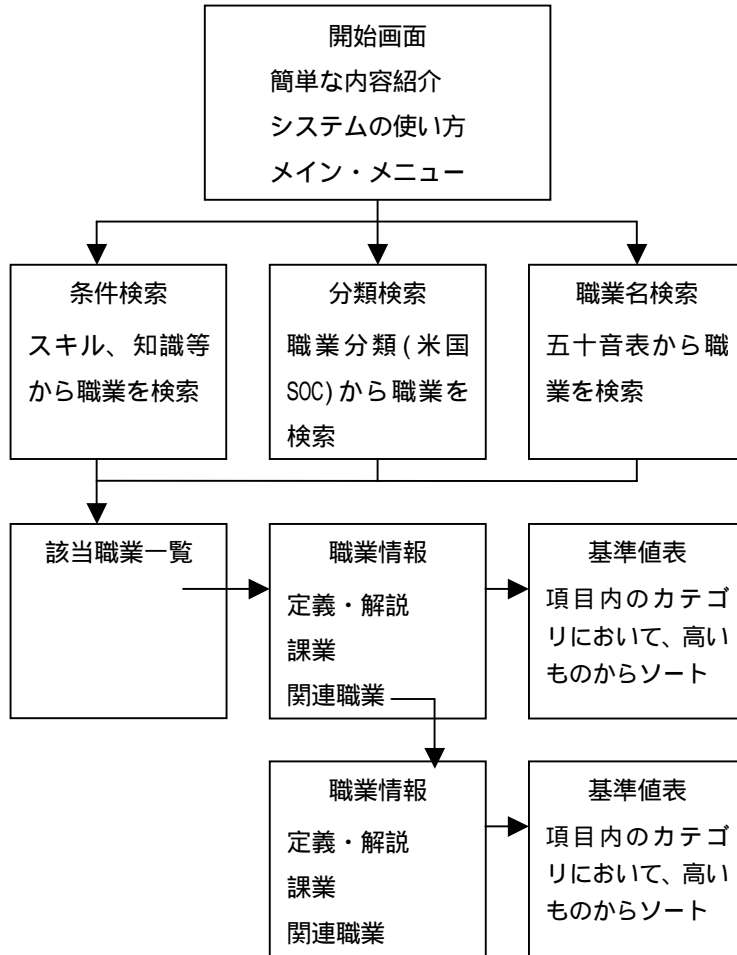 開始画面
簡単な内容紹介
システムの使い方
メイン・メニュー
条件検索
スキル、知識等
から職業を検索
分類検索
職業分類(米国
SOC)から職業を
検索
職業名検索
五十音表から職
業を検索
該当職業一覧
職業情報
定義・解説
課業
関連職業
基準値表
項目内のカテゴ
リにおいて、高い
ものからソート
職業情報
定義・解説
課業
関連職業
基準値表
項目内のカテゴ
リにおいて、高い
ものからソート